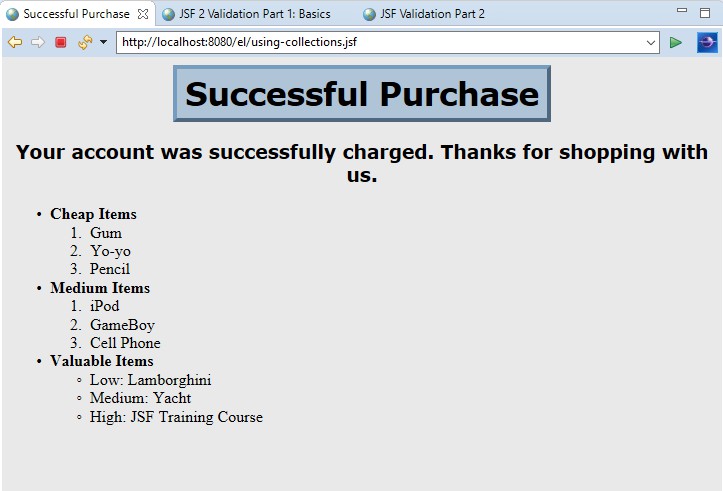 Successful Purchase JSF 2 Validation Part 1: Basics JSF Validation Part 2
http://localhost:8080/el/using-collections.jsf
Successful Purchase
Your account was successfully charged. Thanks for shopping with
us.
• Cheap Items
1. Gum
2. Yo-yo
3. Pencil
• Medium Items
1. iPod
2. GameBoy
3. Cell Phone
• Valuable Items
◦ Low: Lamborghini
◦ Medium: Yacht
◦ High: JSF Training Course